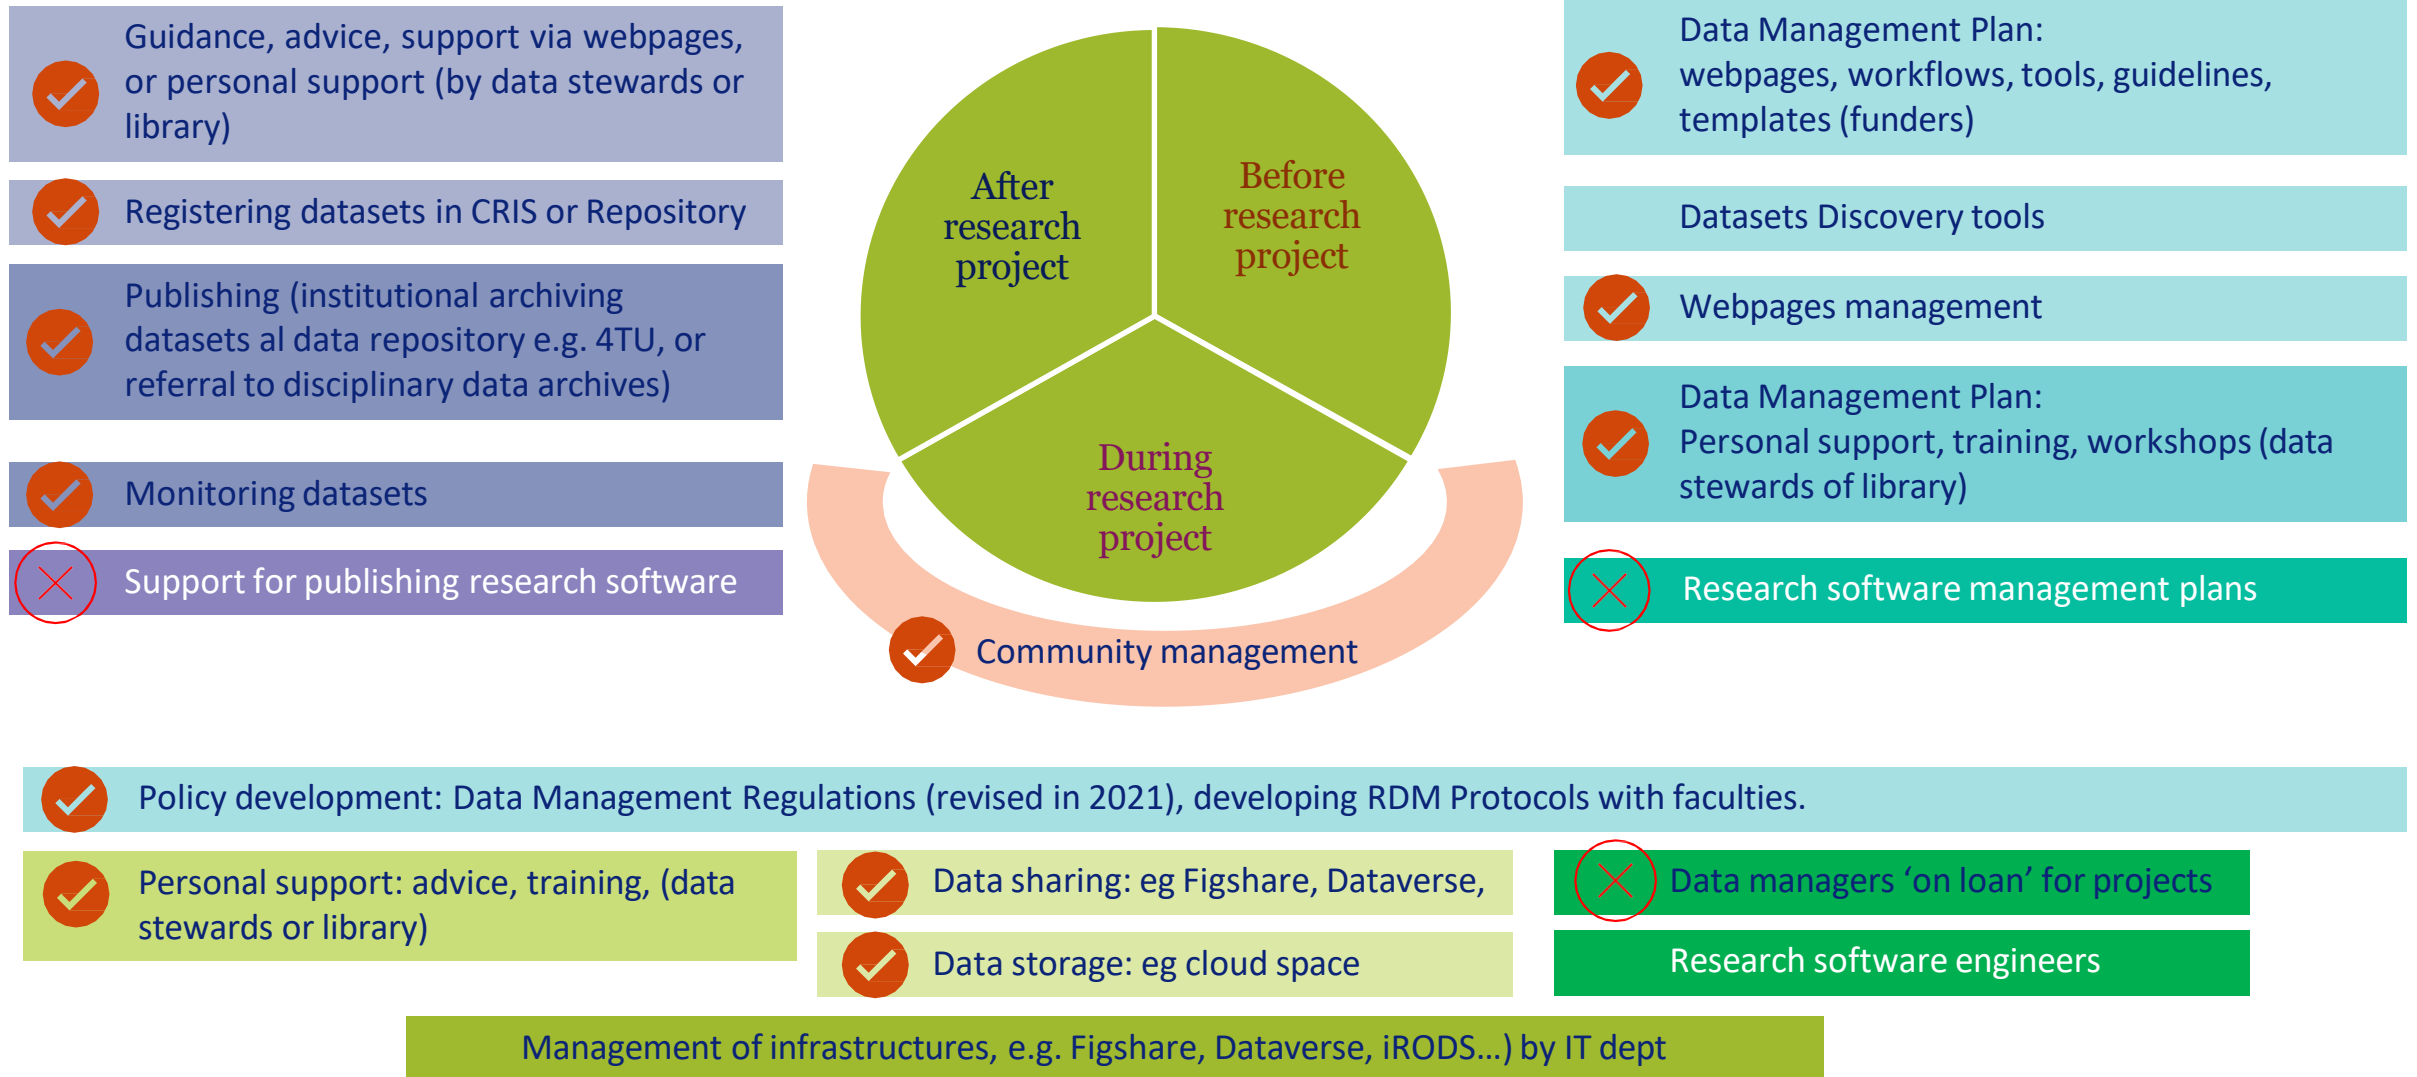 Guidance, advice, support via webpages,
or personal support (by data stewards or
library)
Registering datasets in CRIS or Repository
Publishing (institutional archiving
datasets al data repository e.g. 4TU, or
referral to disciplinary data archives)
Monitoring datasets
Support for publishing research software
After
research
project
Before
research
project
During
research
project
Community management
Data Management Plan:
webpages, workflows, tools, guidelines,
templates (funders)
Datasets Discovery tools
Webpages management
Data Management Plan:
Personal support, training, workshops (data
stewards of library)
Research software management plans
Policy development: Data Management Regulations (revised in 2021), developing RDM Protocols with faculties.
Personal support: advice, training, (data
stewards or library)
Data sharing: eg Figshare, Dataverse,
Data storage: eg cloud space
Data managers ‘on loan’ for projects
Research software engineers
Management of infrastructures, e.g. Figshare, Dataverse, iRODS...) by IT dept